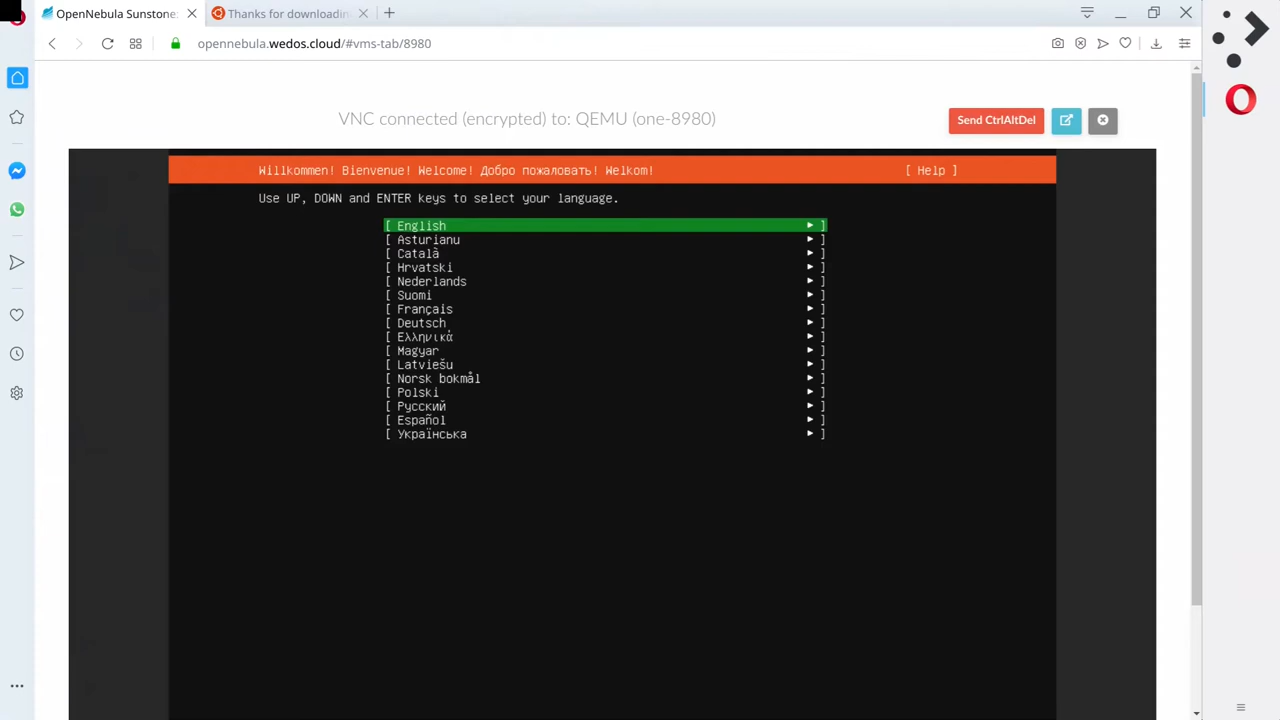 OpenNebula Sunstone:
Thanks for downloadin
opennebula.wedos.cloud/#vms-tab/8980
VNC connected (encrypted) to: QEMU (one-8980)
Send CtrlAltDel
Willkommen! Bienvenue! Welcome! Добро пожаловать! Welkom!
[ Help ]
Use UP, DOWN and ENTER keys to select your language.
[ English ► ]
[ Asturianu ► ]
[ Català ► ]
[ Hrvatski ► ]
[ Nederlands ► ]
[ Suomi ► ]
[ Français ► ]
[ Deutsch ► ]
[ Ελληνικά ► ]
[ Magyar ► ]
[ Latviešu ► ]
[ Norsk bokmål ► ]
[ Polski ► ]
[ Русский ► ]
[ Español ► ]
[ Українська ► ]